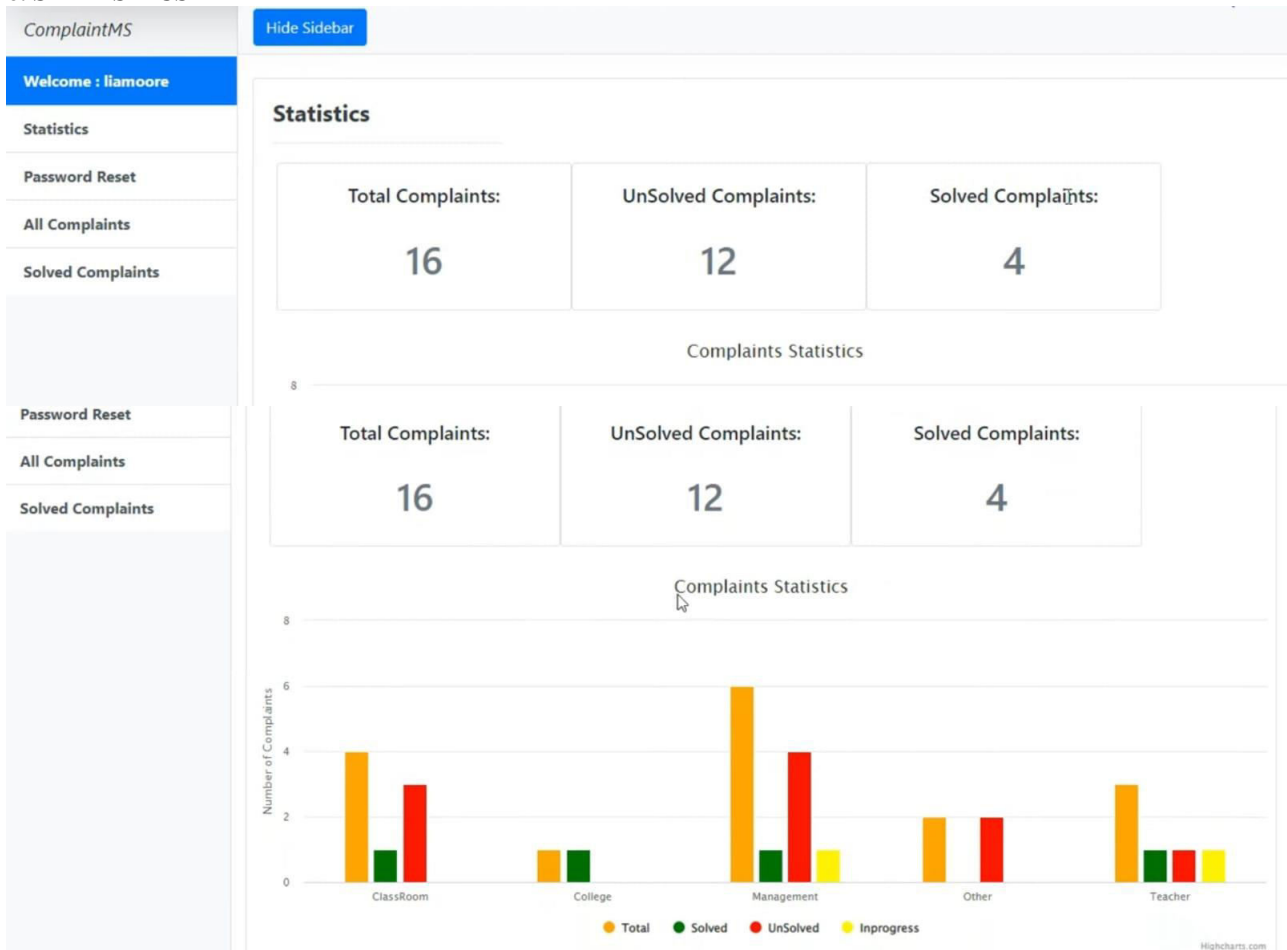 ComplaintMS
Hide Sidebar
Welcome : liamoore
Statistics
Statistics
Password Reset
All Complaints
Solved Complaints
Total Complaints:
UnSolved Complaints:
Solved Complaints:
16
12
4
Complaints Statistics
8
Password Reset
All Complaints
Solved Complaints
Total Complaints:
UnSolved Complaints:
Solved Complaints:
16
12
4
Complaints Statistics
Number of Complaints
8
6
4
2
0
ClassRoom
College
Management
Other
Teacher
Total
Solved
UnSolved
Inprogress
Highcharts.com